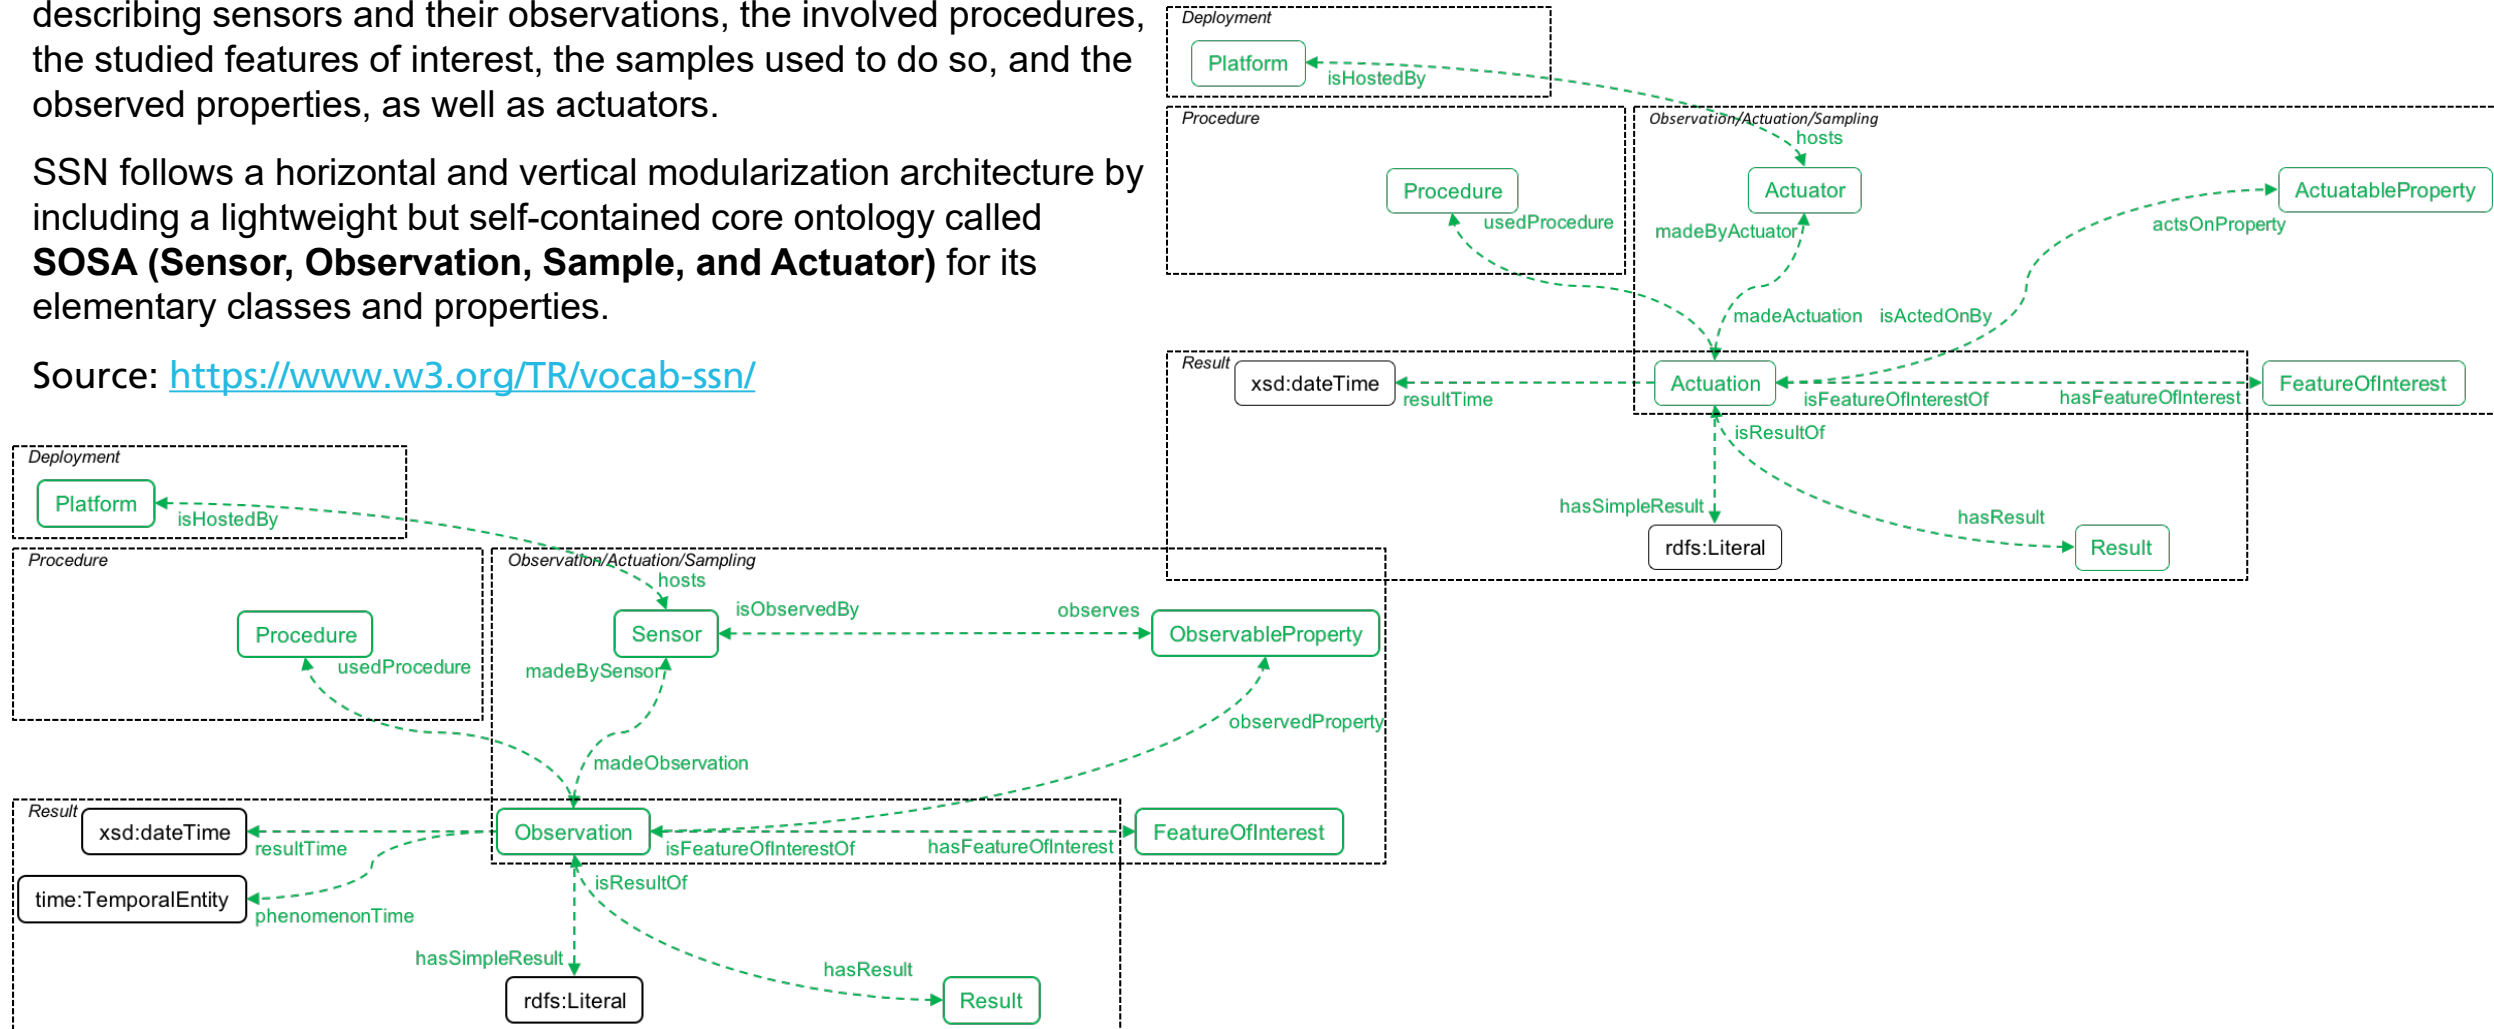 describing sensors and their observations, the involved procedures,
the studied features of interest, the samples used to do so, and the
observed properties, as well as actuators.
SSN follows a horizontal and vertical modularization architecture by
including a lightweight but self-contained core ontology called
SOSA (Sensor, Observation, Sample, and Actuator) for its
elementary classes and properties.
Source: https://www.w3.org/TR/vocab-ssn/
Deployment
Platform
isHostedBy
Procedure
Observation/Actuation/Sampling
hosts
Procedure
Actuator
ActuatableProperty
usedProcedure
madeByActuator
actsOnProperty
madeActuation
isActedOnBy
Result
xsd:dateTime
Actuation
FeatureOfInterest
resultTime
isFeatureOfInterestOf
hasFeatureOfInterest
isResultOf
hasSimpleResult
hasResult
rdfs:Literal
Result
Deployment
Platform
isHostedBy
Procedure
Observation/Actuation/Sampling
hosts
isObservedBy
observes
Procedure
Sensor
ObservableProperty
usedProcedure
madeBySensor
observedProperty
madeObservation
Result
xsd:dateTime
Observation
FeatureOfInterest
resultTime
isFeatureOfInterestOf
hasFeatureOfInterest
isResultOf
time:TemporalEntity
phenomenonTime
hasSimpleResult
hasResult
rdfs:Literal
Result